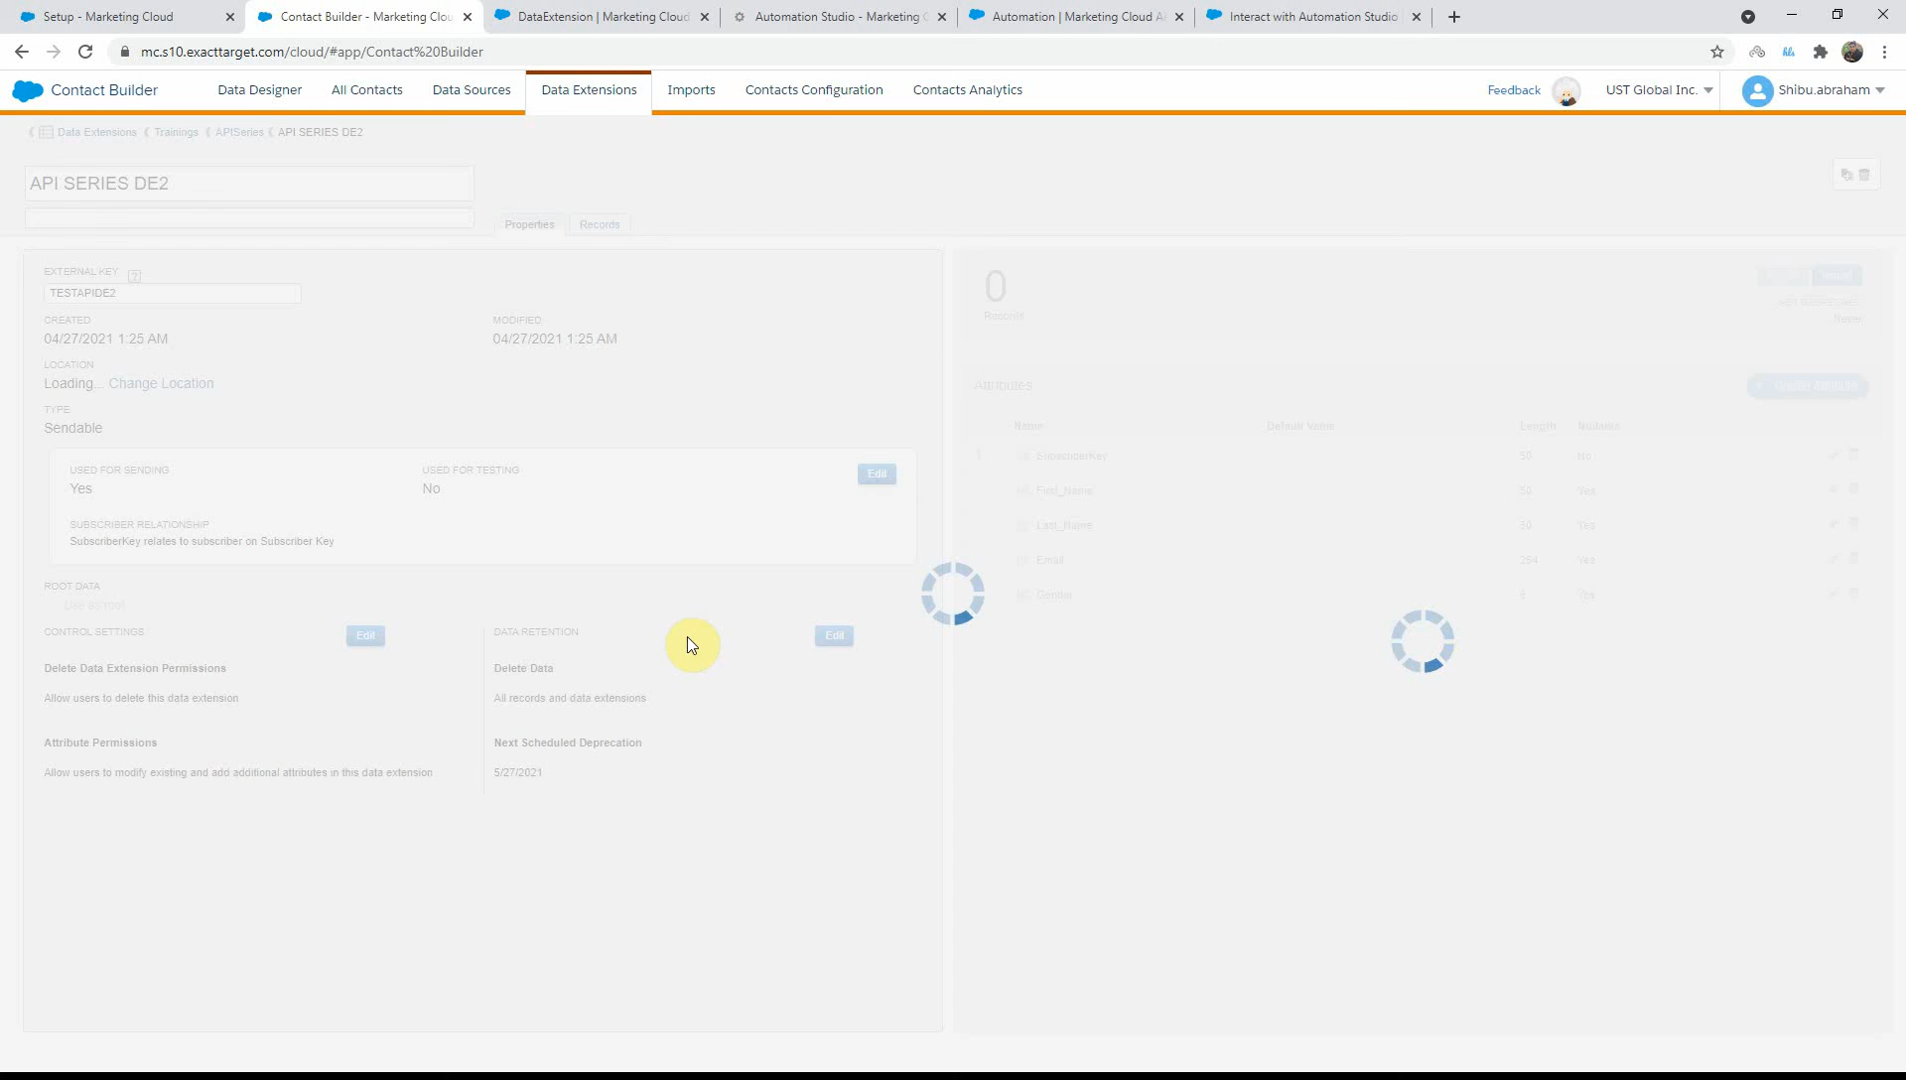 Setup - Marketing Cloud
Contact Builder - Marketing Clou
DataExtension | Marketing Cloud
Automation Studio - Marketing C
Automation | Marketing Cloud A
Interact with Automation Studio
mc.s10.exacttarget.com/cloud/#app/Contact%20Builder
hls
Contact Builder
Data Designer
All Contacts
Data Sources
Data Extensions
Imports
Contacts Configuration
Contacts Analytics
Feedback
UST Global Inc.
Shibu.abraham
Data Extensions
Trainings
APISeries
API SERIES DE2
API SERIES DE2
Properties
Records
EXTERNAL KEY ?
TESTAPIDE2
CREATED
04/27/2021 1:25 AM
MODIFIED
04/27/2021 1:25 AM
LOCATION
Loading... Change Location
TYPE
Sendable
USED FOR SENDING
Yes
USED FOR TESTING
No
Edit
SUBSCRIBER RELATIONSHIP
SubscriberKey relates to subscriber on Subscriber Key
ROOT DATA
Use as root
CONTROL SETTINGS
Edit
Delete Data Extension Permissions
Allow users to delete this data extension
Attribute Permissions
Allow users to modify existing and add additional attributes in this data extension
DATA RETENTION
Edit
Delete Data
All records and data extensions
Next Scheduled Deprecation
5/27/2021
0
Records
Import
Attributes
Create Attribute
Name
Default Value
Length
Nullable
SubscriberKey 50 No
First_Name 50 Yes
Last_Name 50 Yes
Email 254 Yes
Gender Yes